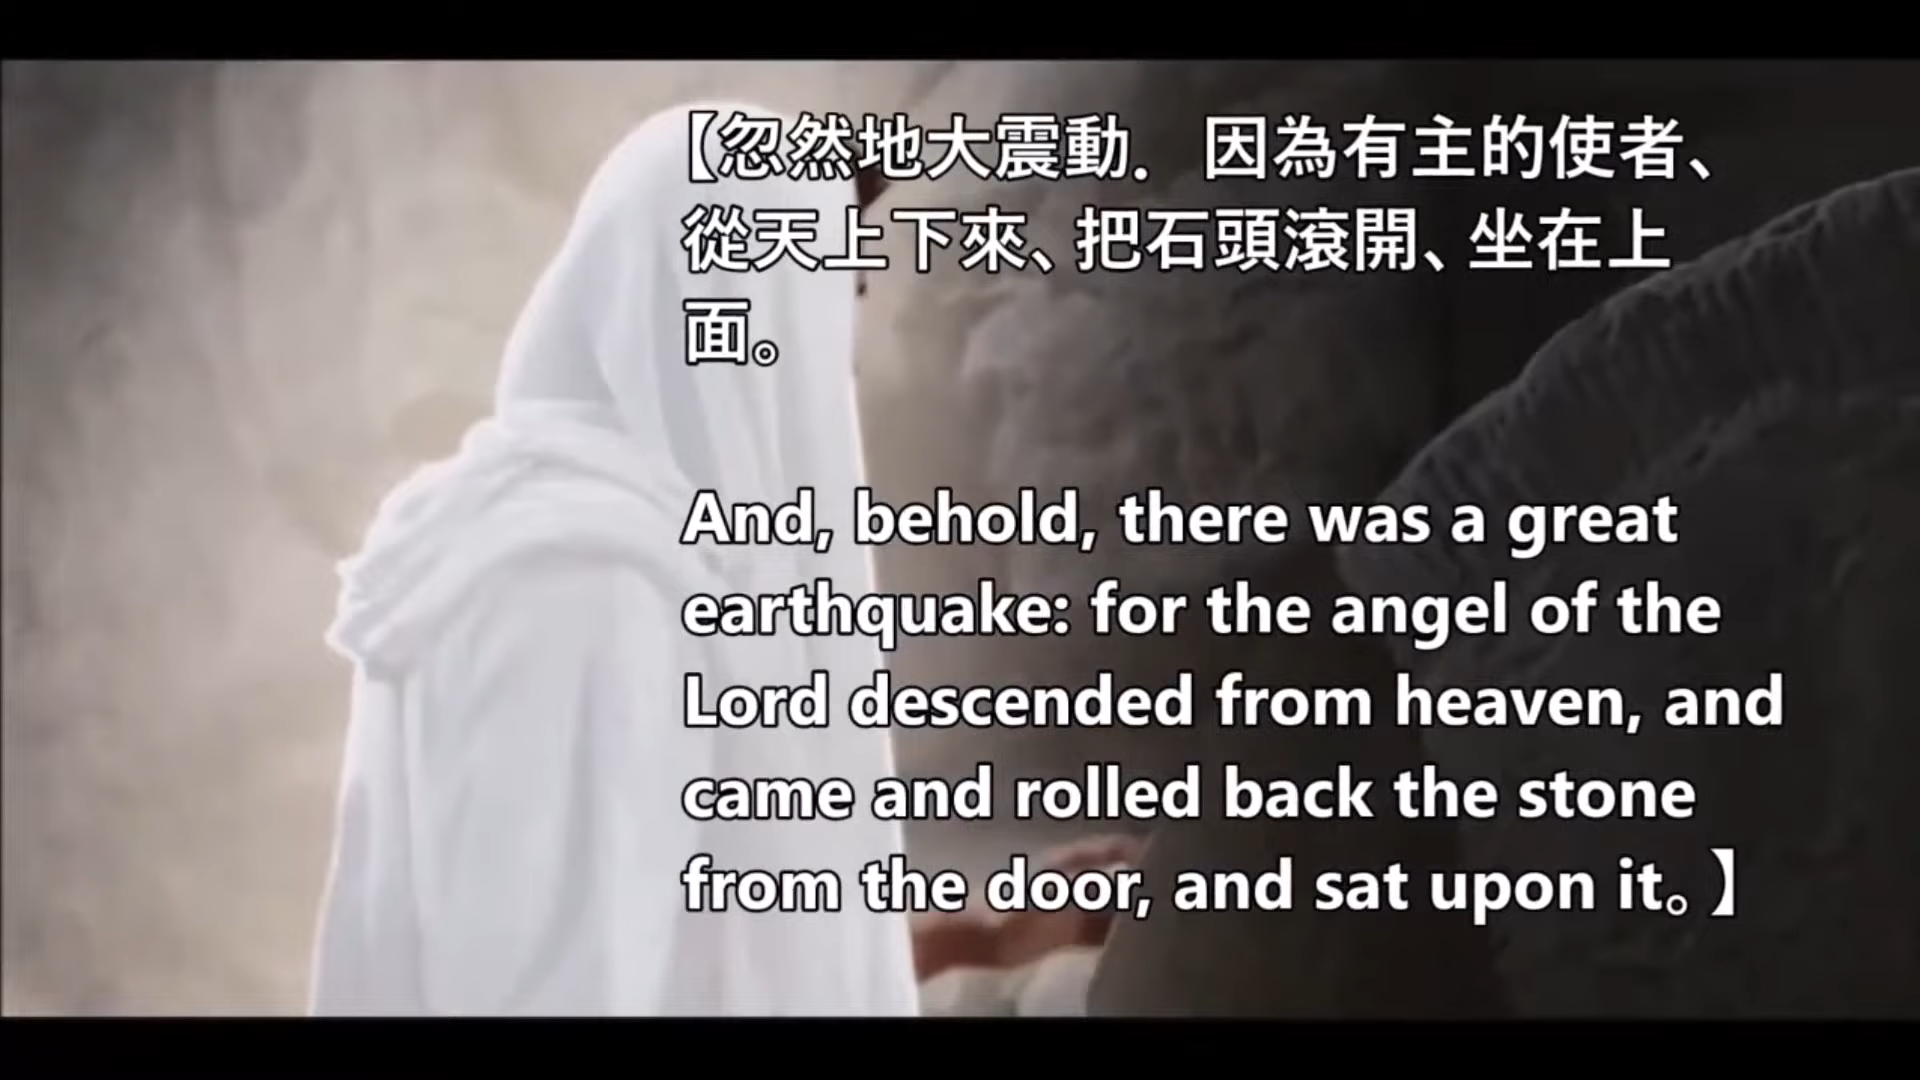 【忽然地大震動． 因為有主的使者、
從天上下來、把石頭滾開、坐在上
面。
And, behold, there was a great
earthquake: for the angel of the
Lord descended from heaven, and
came and rolled back the stone
from the door, and sat upon it。】